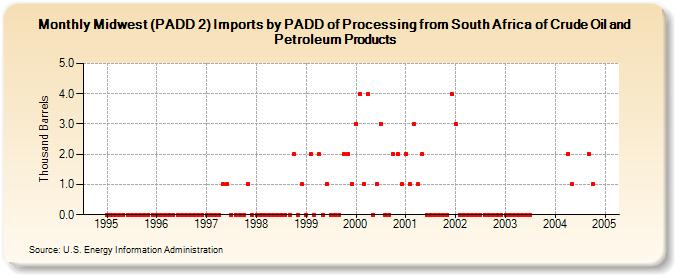 Monthly Midwest (PADD 2) Imports by PADD of Processing from South Africa of Crude Oil and
Petroleum Products
Thousand Barrels
5.0
4.0
3.0
2.0
1.0
0.0
1995 1996 1997 1998 1999 2000 2001 2002 2003 2004 2005
Source: U.S. Energy Information Administration